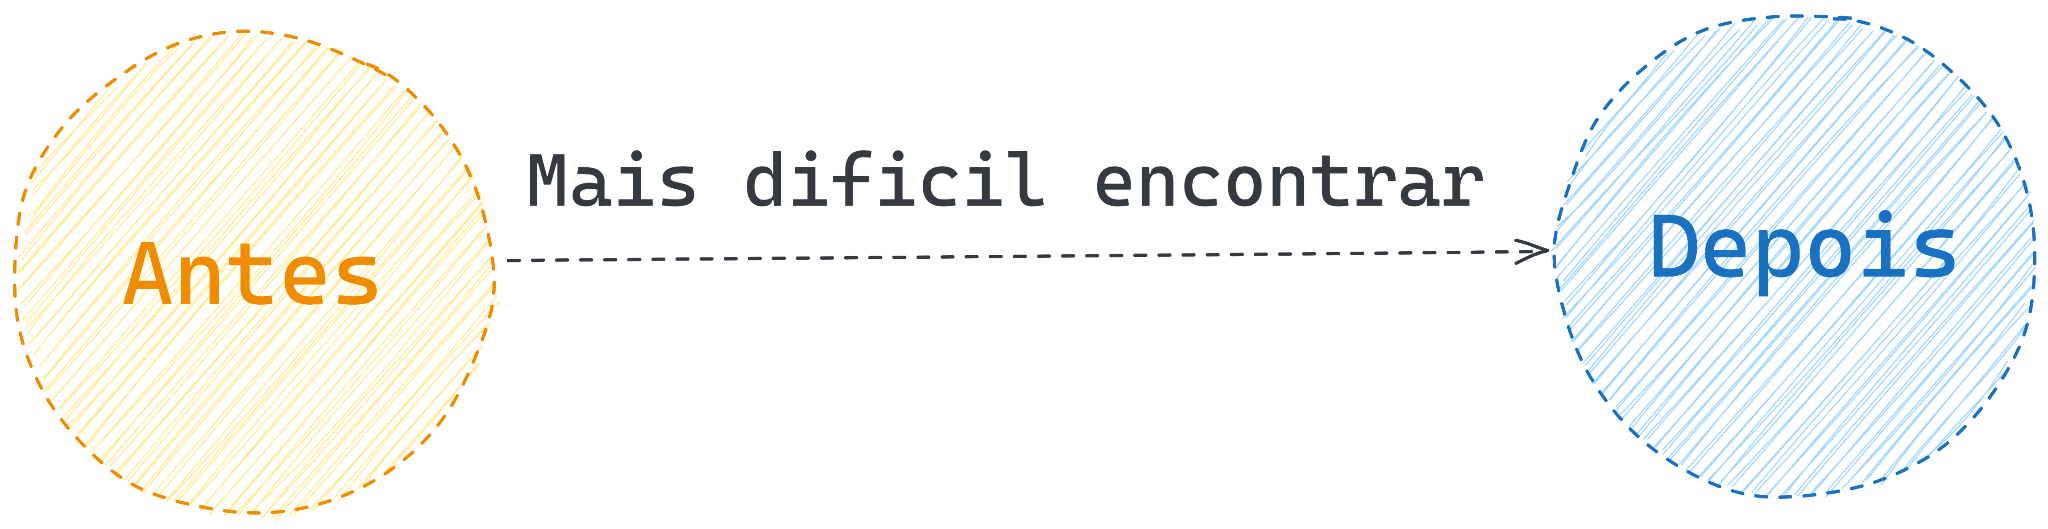 Antes
Mais dificil encontrar
Depois